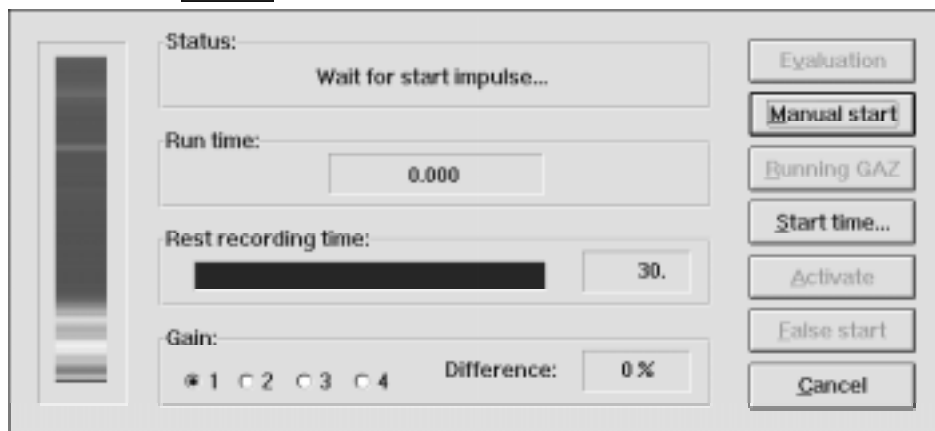 Status:
Wait for start impulse...
Run time:
0.000
Rest recording time:
30.
Gain:
1 2 3 4
Difference:
0 %
Evaluation
Manual start
Running GAZ
Start time...
Activate
False start
Cancel